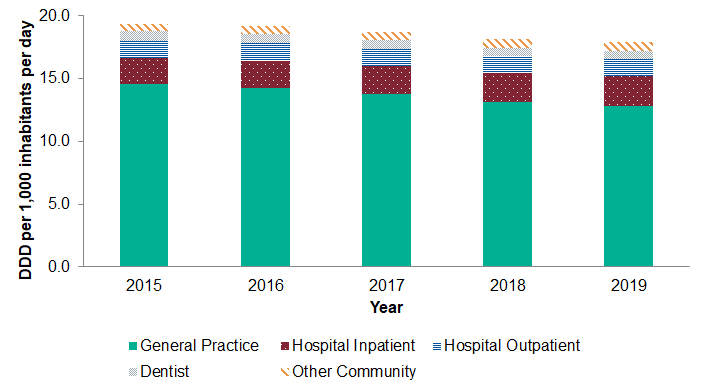 DDD per 1,000 inhabitants per day
20.0
15.0
10.0
5.0
0.0
2015 2016 2017 2018 2019
Year
General Practice Hospital Inpatient Hospital Outpatient
Dentist Other Community